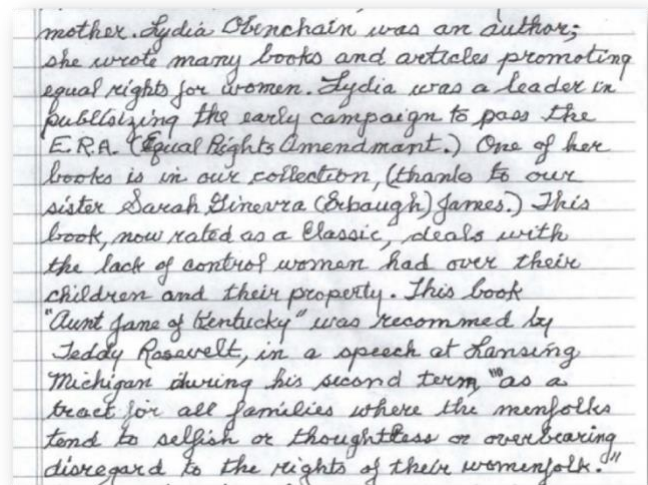 mother. Lydia Obenchain was an author;
she wrote many books and articles promoting
equal rights for women. Lydia was a leader in
publisizing the early campaign to pass the
E.R.A. (Equal Rights Amendmant.) One of her
books is in our collection, (thanks to our
sister Sarah Ginevra (Erbaugh) James.) This
book, now rated as a Classic, deals with
the lack of control women had over their
children and their property. This book
"Aunt Jane of Kentucky" was recommed by
Teddy Rosevelt, in a speech at Lansing
Michigan during his second term, "as a
tract for all families where the menfolks
tend to selfish or thoughtless or overbearing
disregard to the rights of their womenfolk."